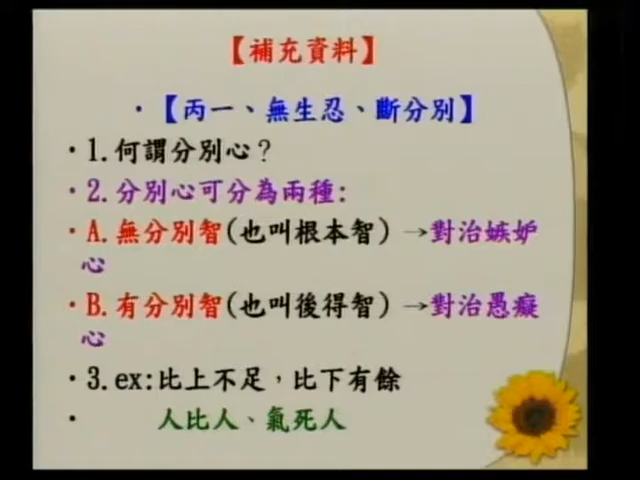 【補充資料】
•【丙一、無生忍、斷分別】
•1.何謂分別心？
•2.分別心可分為兩種:
•A.無分別智(也叫根本智) →對治嫉妒
心
•B.有分別智(也叫後得智) →對治愚癡
心
•3.ex:比上不足，比下有餘
• 人比人、氣死人